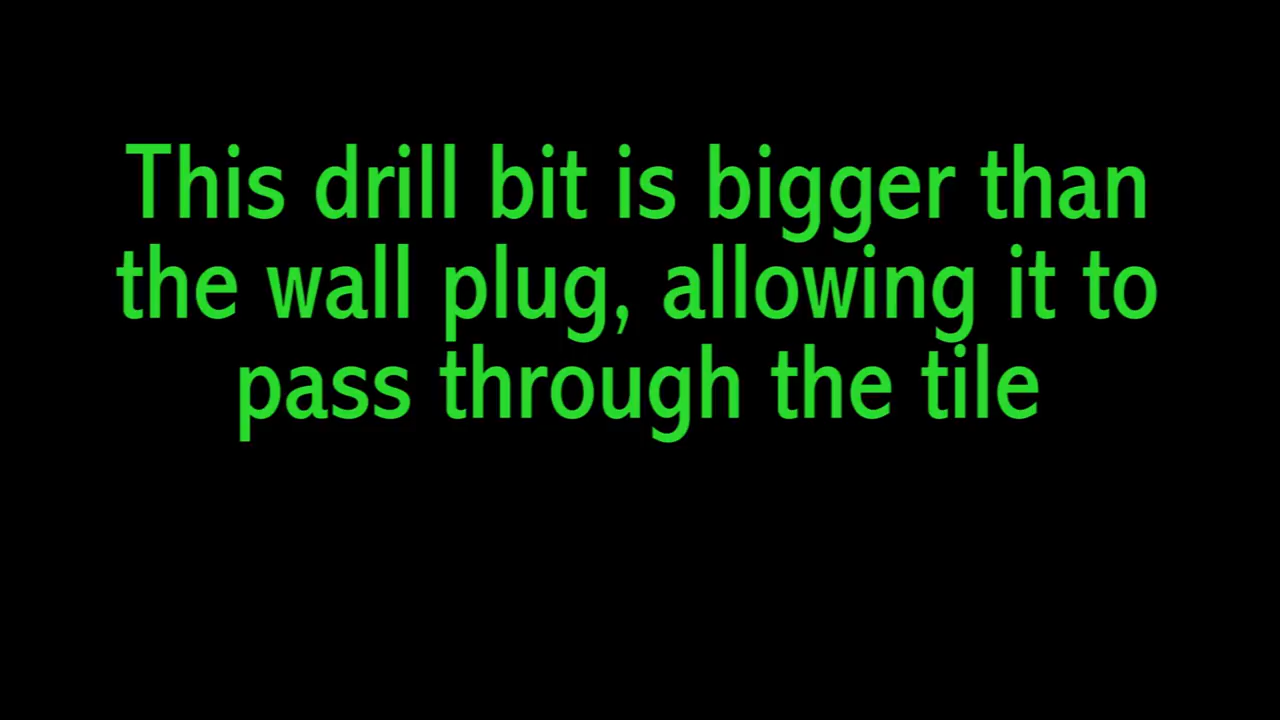 This drill bit is bigger than
the wall plug, allowing it to
pass through the tile